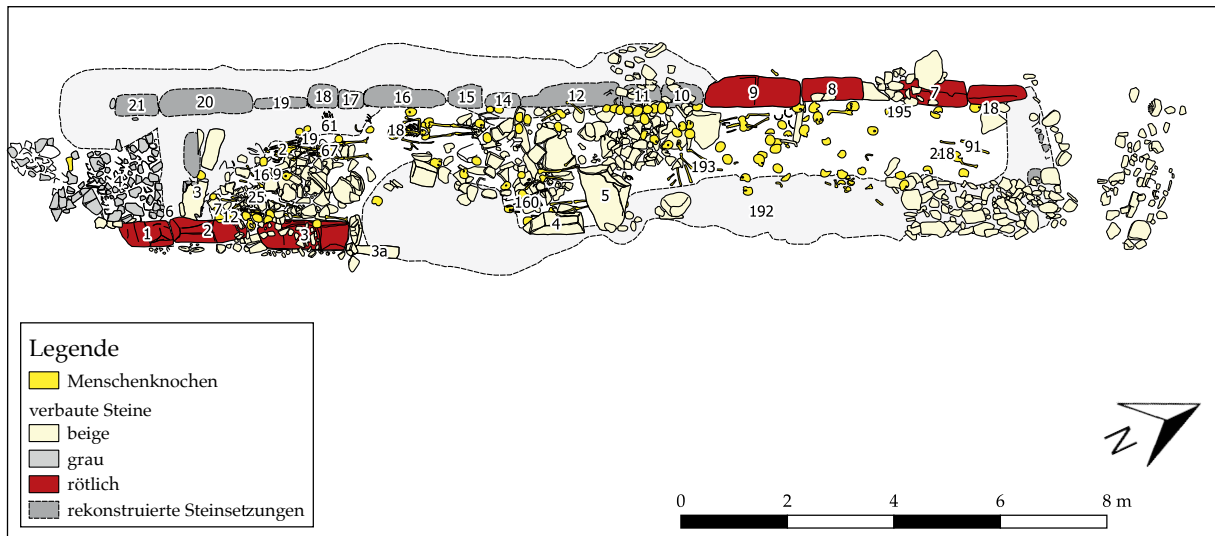 21 20 19 18 17 16 15 14 12 11 10 9 8 7 18
195
61
19
2
67
18
91
218
193
16 9
3
25
7
12
6
160
5
192
1 2 3
4
3a
Legende
Menschenknochen
verbaute Steine
beige
grau
rötlich
rekonstruierte Steinsetzungen
N
0 2 4 6 8 m